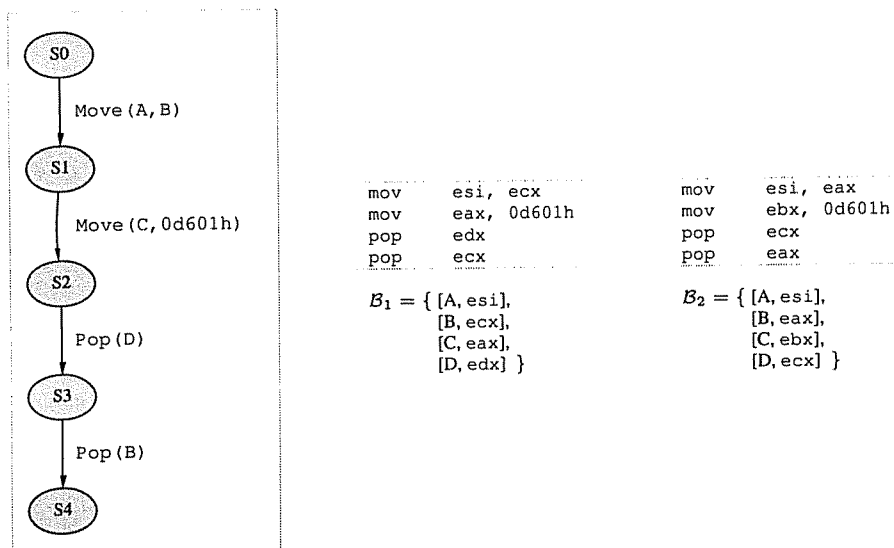 S0
Move(A,B)
S1
Move(C,0d601h)
S2
Pop(D)
S3
Pop(B)
S4
mov esi, ecx
mov eax, 0d601h
pop edx
pop ecx
B₁ = { [A, esi],
[B, ecx],
[C, eax],
[D, edx] }
mov esi, eax
mov ebx, 0d601h
pop ecx
pop eax
B₂ = { [A, esi],
[B, eax],
[C, ebx],
[D, ecx] }